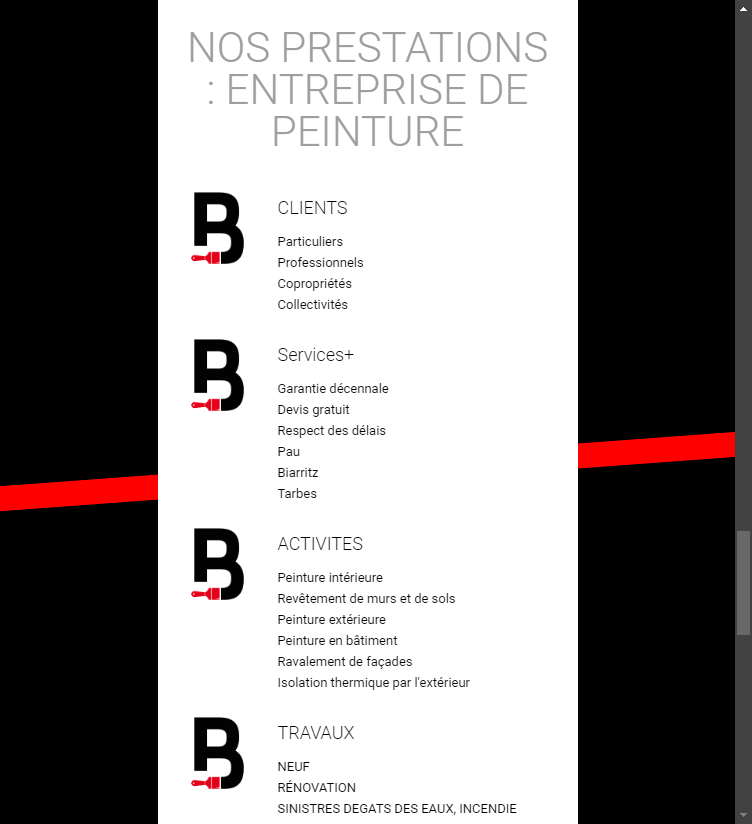 NOS PRESTATIONS
: ENTREPRISE DE
PEINTURE
B
CLIENTS
Particuliers
Professionnels
Copropriétés
Collectivités
B
Services+
Garantie décennale
Devis gratuit
Respect des délais
Pau
Biarritz
Tarbes
B
ACTIVITES
Peinture intérieure
Revêtement de murs et de sols
Peinture extérieure
Peinture en bâtiment
Ravalement de façades
Isolation thermique par l'extérieur
B
TRAVAUX
NEUF
RÉNOVATION
SINISTRES DEGATS DES EAUX, INCENDIE